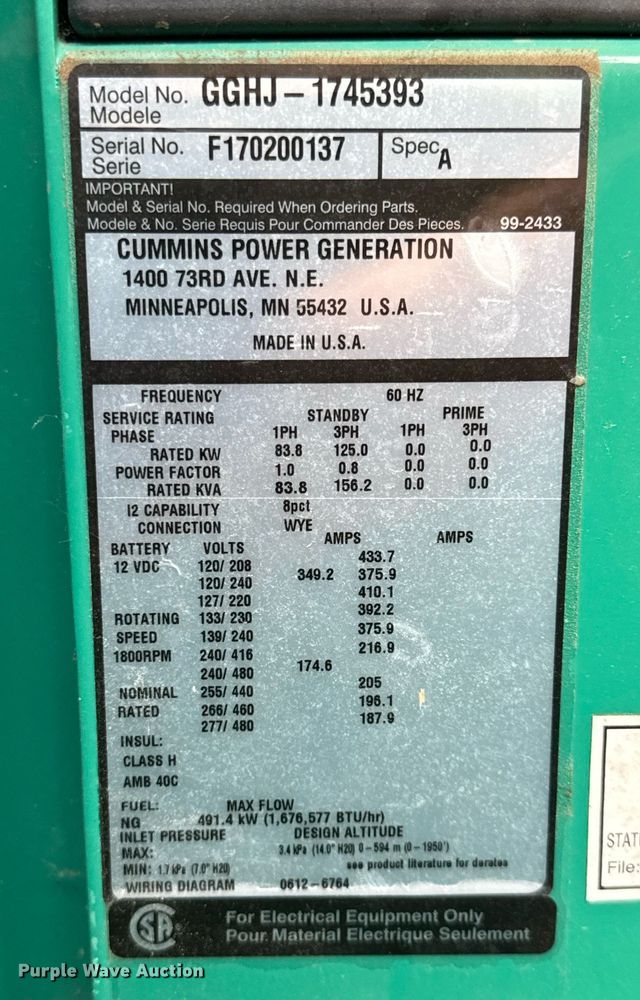 Model No. GGHJ - 1745393
Modele
Serial No. F170200137 Spec A
Serie
IMPORTANT!
Model & Serial No. Required When Ordering Parts.
Modele & No. Serie Requis Pour Commander Des Pieces. 99-2433
CUMMINS POWER GENERATION
1400 73RD AVE. N.E.
MINNEAPOLIS, MN 55432 U.S.A.
MADE IN U.S.A.
FREQUENCY 60 HZ
SERVICE RATING STANDBY PRIME
PHASE 1PH 3PH 1PH 3PH
RATED KW 83.8 125.0 0.0 0.0
POWER FACTOR 1.0 0.8 0.0 0.0
RATED KVA 83.8 156.2 0.0 0.0
I2 CAPABILITY 8pct
CONNECTION WYE
AMPS AMPS
BATTERY VOLTS
12 VDC 120/ 208 433.7
120/ 240 349.2 375.9
127/ 220 410.1
ROTATING 133/ 230 392.2
SPEED 139/ 240 375.9
1800RPM 240/ 416 216.9
240/ 480 174.6
NOMINAL 255/ 440 205
RATED 266/ 460 196.1
277/ 480 187.9
INSUL:
CLASS H
AMB 40C
FUEL: MAX FLOW
NG 491.4 kW (1,676,577 BTU/hr)
INLET PRESSURE DESIGN ALTITUDE
MAX: 3.4 kPa (14.0" H20) 0 - 594 m (0 - 1950')
MIN: 1.7 kPa (7.0" H20) see product literature for derates
WIRING DIAGRAM 0612-6764
SA
For Electrical Equipment Only
Pour Material Electrique Seulement
STATI
File:
Purple Wave Auction